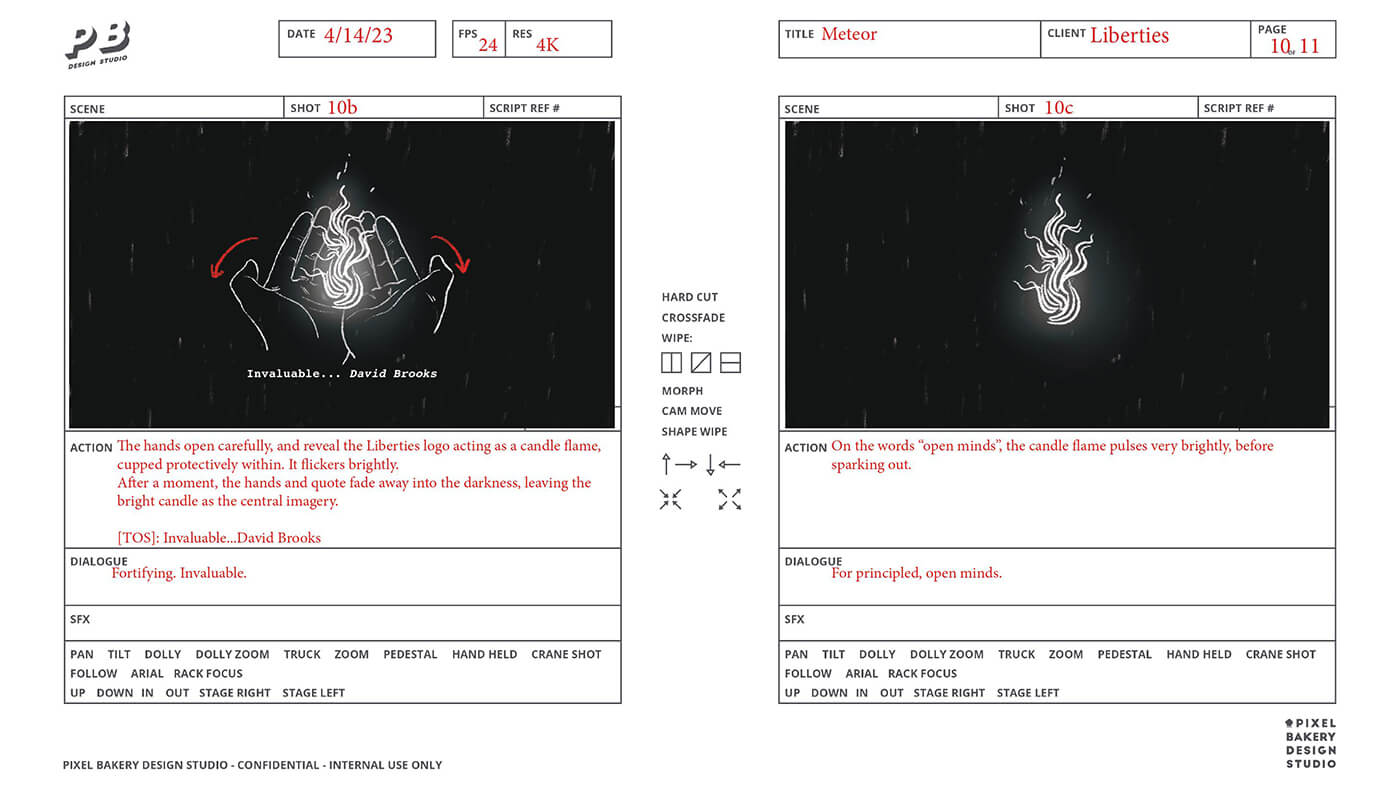 PB
DESIGN STUDIO
DATE 4/14/23
FPS 24
RES 4K
TITLE Meteor
CLIENT Liberties
PAGE
10 OF 11
SCENE
SHOT 10b
SCRIPT REF #
Invaluable... David Brooks
ACTION The hands open carefully, and reveal the Liberties logo acting as a candle flame,
cupped protectively within. It flickers brightly.
After a moment, the hands and quote fade away into the darkness, leaving the
bright candle as the central imagery.
[TOS]: Invaluable...David Brooks
DIALOGUE
Fortifying. Invaluable.
SFX
PAN TILT DOLLY DOLLY ZOOM TRUCK ZOOM PEDESTAL HAND HELD CRANE SHOT
FOLLOW ARIAL RACK FOCUS
UP DOWN IN OUT STAGE RIGHT STAGE LEFT
HARD CUT
CROSSFADE
WIPE:
MORPH
CAM MOVE
SHAPE WIPE
SCENE
SHOT 10c
SCRIPT REF #
ACTION On the words “open minds”, the candle flame pulses very brightly, before
sparking out.
DIALOGUE
For principled, open minds.
SFX
PAN TILT DOLLY DOLLY ZOOM TRUCK ZOOM PEDESTAL HAND HELD CRANE SHOT
FOLLOW ARIAL RACK FOCUS
UP DOWN IN OUT STAGE RIGHT STAGE LEFT
PIXEL BAKERY DESIGN STUDIO - CONFIDENTIAL - INTERNAL USE ONLY
PIXEL
BAKERY
DESIGN
STUDIO